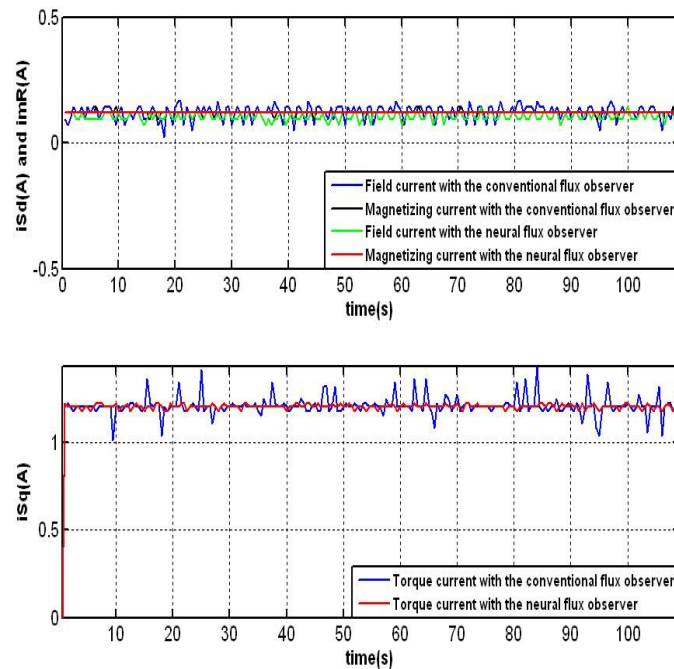 0.5
0
-0.5
iSd(A) and imR(A)
Field current with the conventional flux observer
Magnetizing current with the conventional flux observer
Field current with the neural flux observer
Magnetizing current with the neural flux observer
0 10 20 30 40 50 60 70 80 90 100
time(s)
1
0.5
0
iSq(A)
Torque current with the conventional flux observer
Torque current with the neural flux observer
10 20 30 40 50 60 70 80 90 100
time(s)